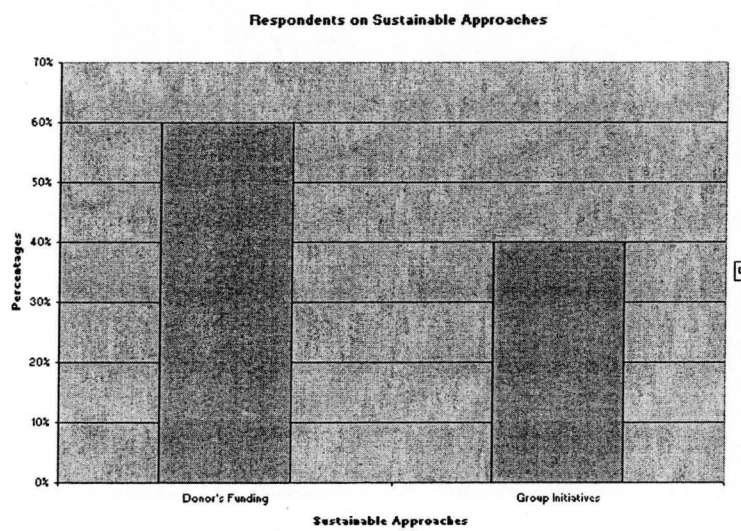 Respondents on Sustainable Approaches
70%
60%
50%
40%
30%
20%
10%
0%
Percentages
Donor's Funding
Group Initiatives
Sustainable Approaches